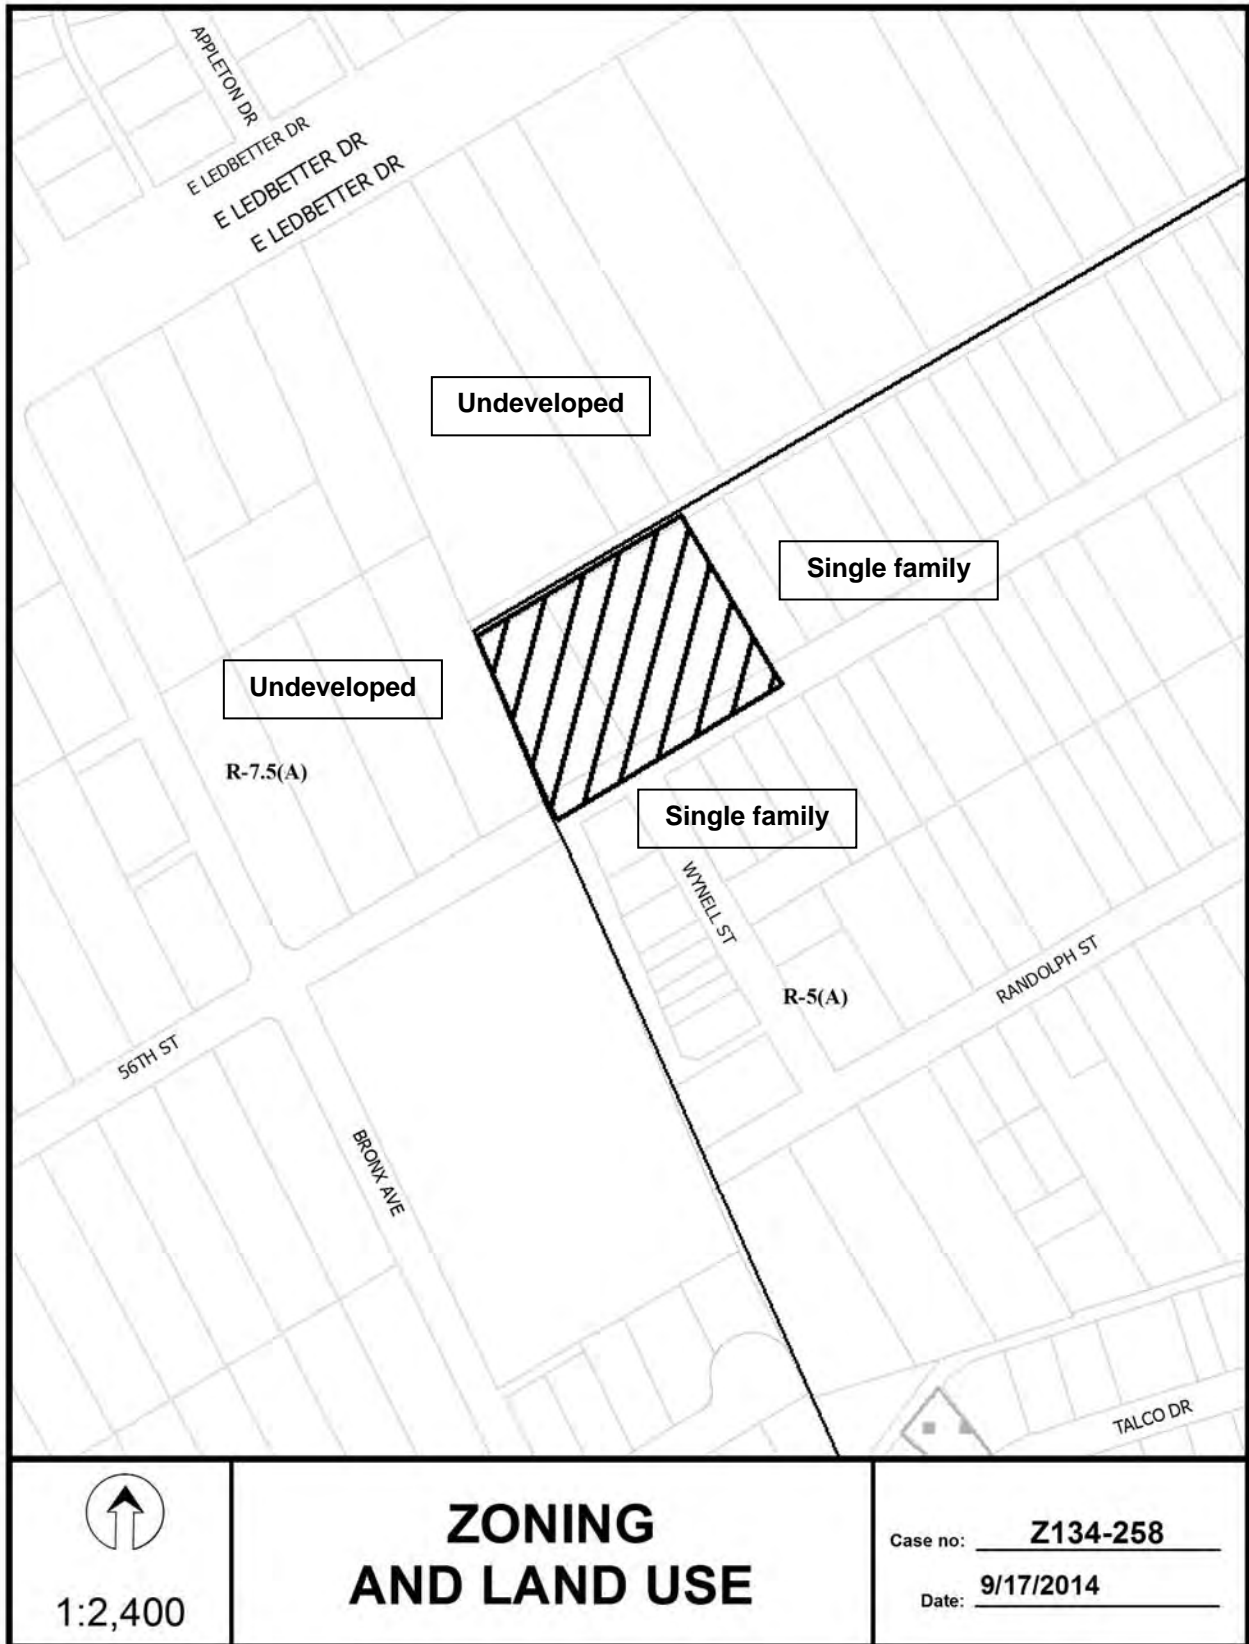 APPLETON DR
E LEDBETTER DR
E LEDBETTER DR
E LEDBETTER DR
Undeveloped
Single family
Undeveloped
R-7.5(A)
Single family
WYNELL ST
RANDOLPH ST
R-5(A)
56TH ST
BRONX AVE
TALCO DR
1:2,400
ZONING
AND LAND USE
Case no: Z134-258
Date: 9/17/2014